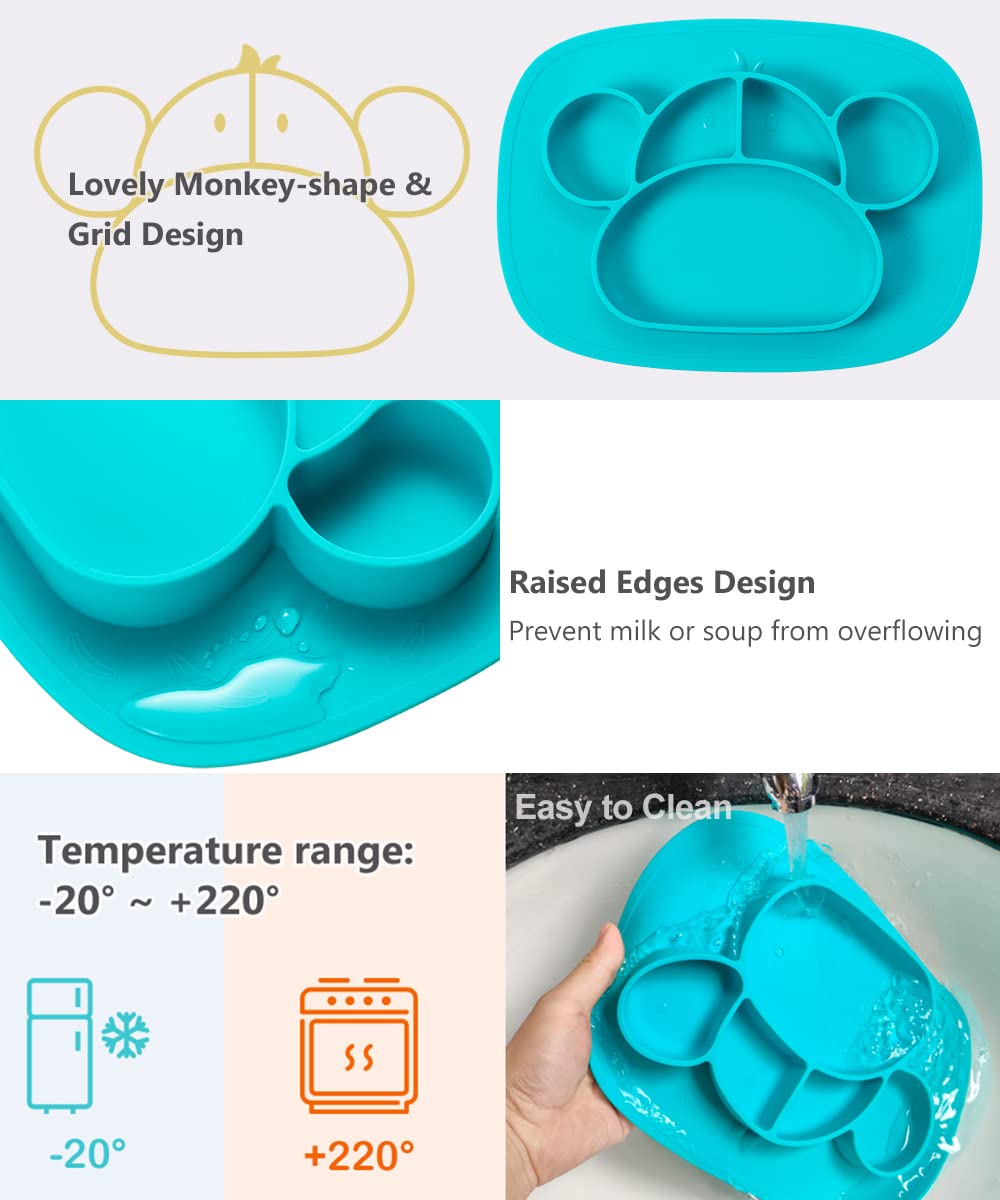 Lovely Monkey-shape &
Grid Design
Raised Edges Design
Prevent milk or soup from overflowing
Temperature range:
-20° ~ +220°
-20°
+220°
Easy to Clean